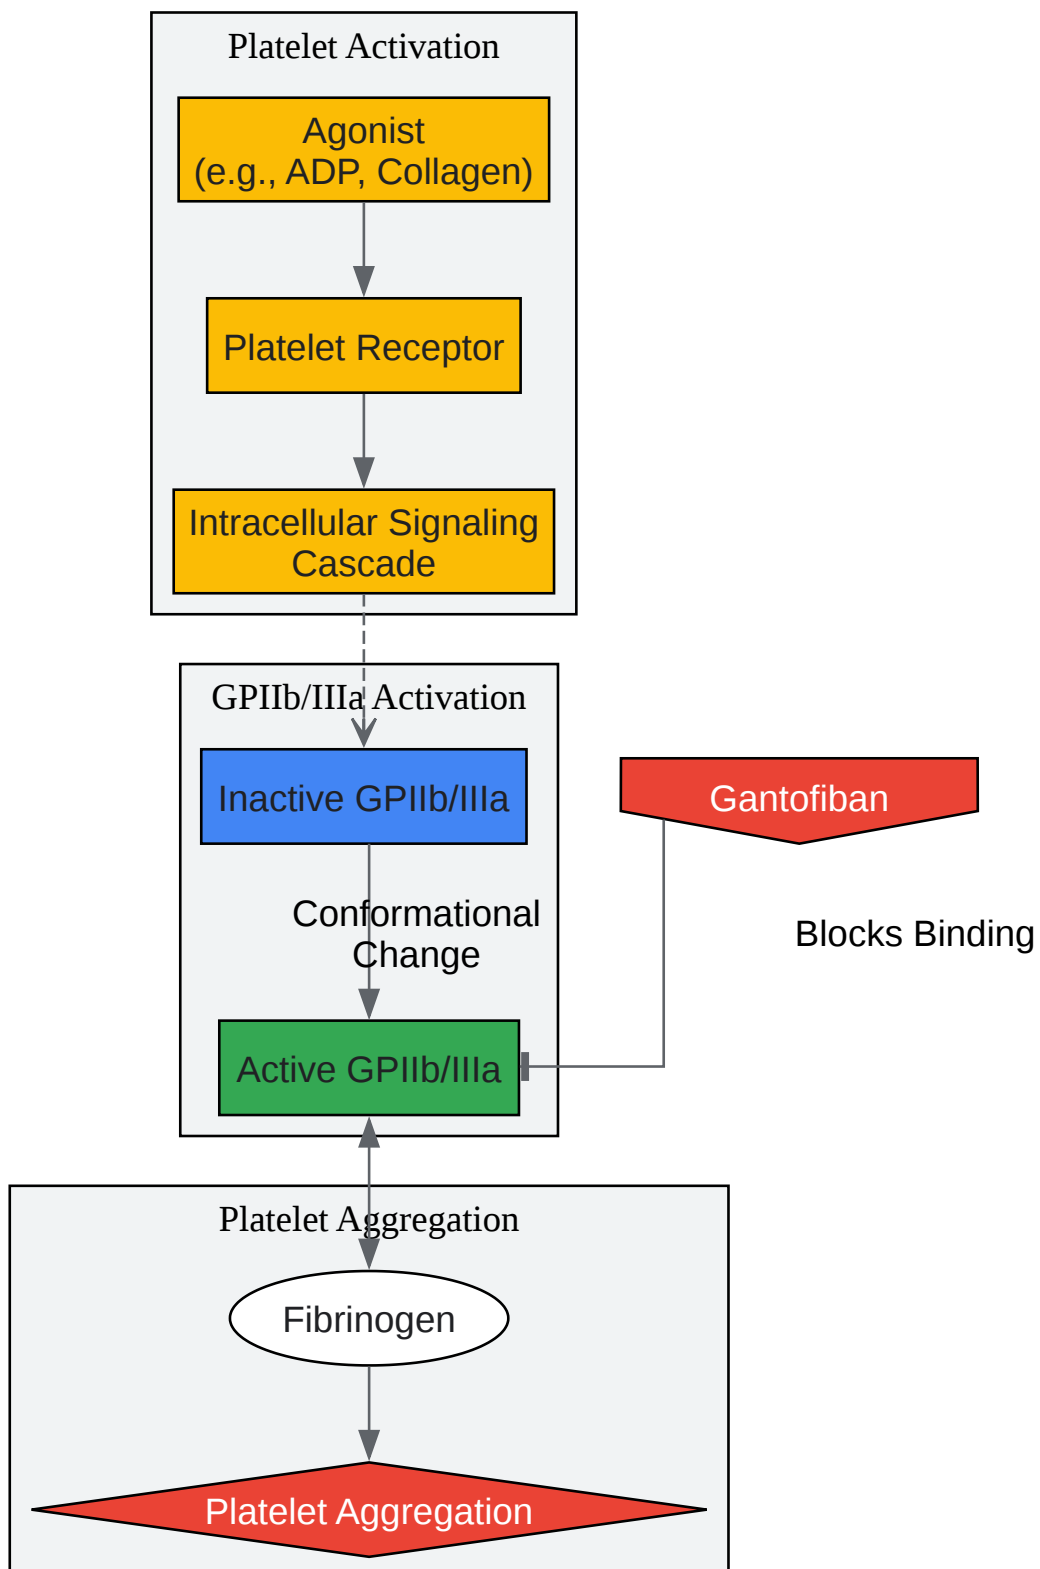 Platelet Activation
Agonist
(e.g., ADP, Collagen)
Platelet Receptor
Intracellular Signaling
Cascade
GPIIb/IIIa Activation
Inactive GPIIb/IIIa
Gantofiban
Conformational
Change
Blocks Binding
Active GPIIb/IIIa
Platelet Aggregation
Fibrinogen
Platelet Aggregation